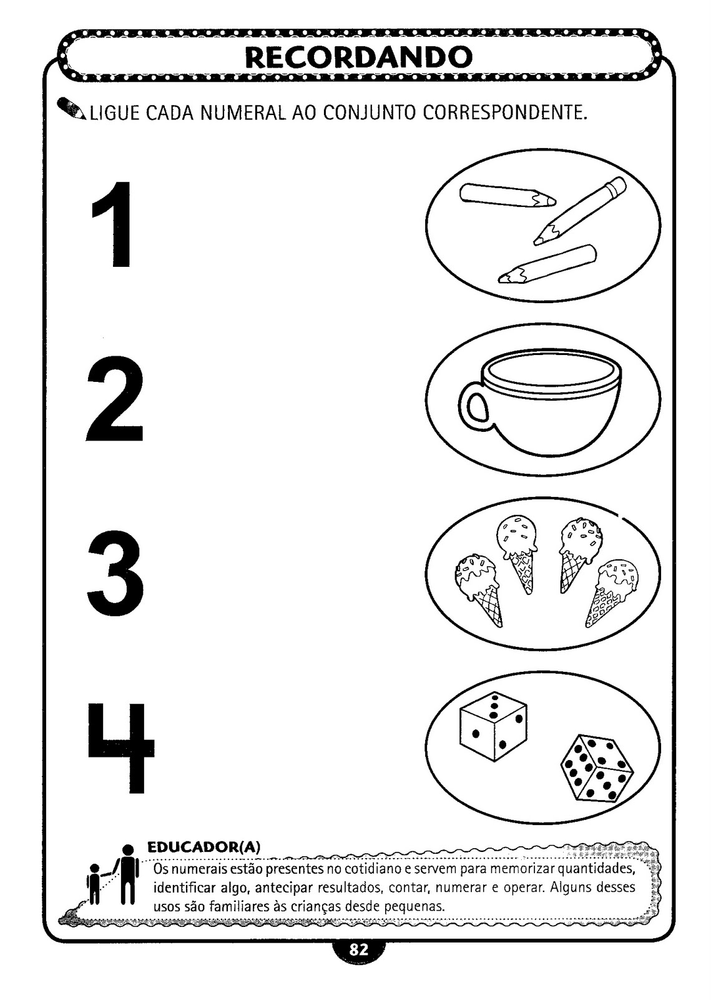 RECORDANDO
LIGUE CADA NUMERAL AO CONJUNTO CORRESPONDENTE.
1
2
3
4
EDUCADOR(A)
Os numerais estão presentes no cotidiano e servem para memorizar quantidades,
identificar algo, antecipar resultados, contar, numerar e operar. Alguns desses
usos são familiares às crianças desde pequenas.
82